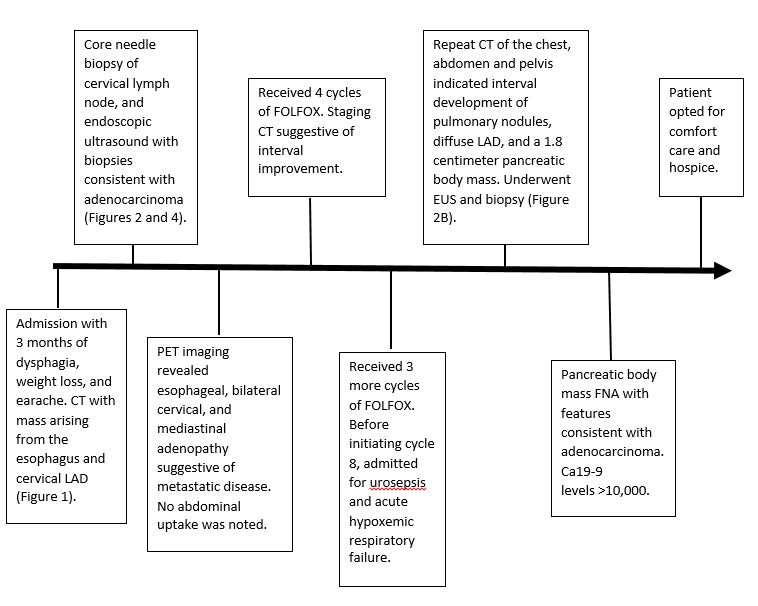 Core needle
biopsy of
cervical lymph
node, and
endoscopic
ultrasound with
biopsies
consistent with
adenocarcinoma
(Figures 2 and 4).
Received 4 cycles
of FOLFOX. Staging
CT suggestive of
interval
improvement.
Repeat CT of the chest,
abdomen and pelvis
indicated interval
development of
pulmonary nodules,
diffuse LAD, and a 1.8
centimeter pancreatic
body mass. Underwent
EUS and biopsy (Figure
2B).
Patient
opted for
comfort
care and
hospice.
Admission with
3 months of
dysphagia,
weight loss, and
earache. CT with
mass arising
from the
esophagus and
cervical LAD
(Figure 1).
PET imaging
revealed
esophageal, bilateral
cervical, and
mediastinal
adenopathy
suggestive of
metastatic disease.
No abdominal
uptake was noted.
Received 3
more cycles
of FOLFOX.
Before
initiating cycle
8, admitted
for urosepsis
and acute
hypoxemic
respiratory
failure.
Pancreatic body
mass FNA with
features
consistent with
adenocarcinoma.
Ca19-9
levels >10,000.